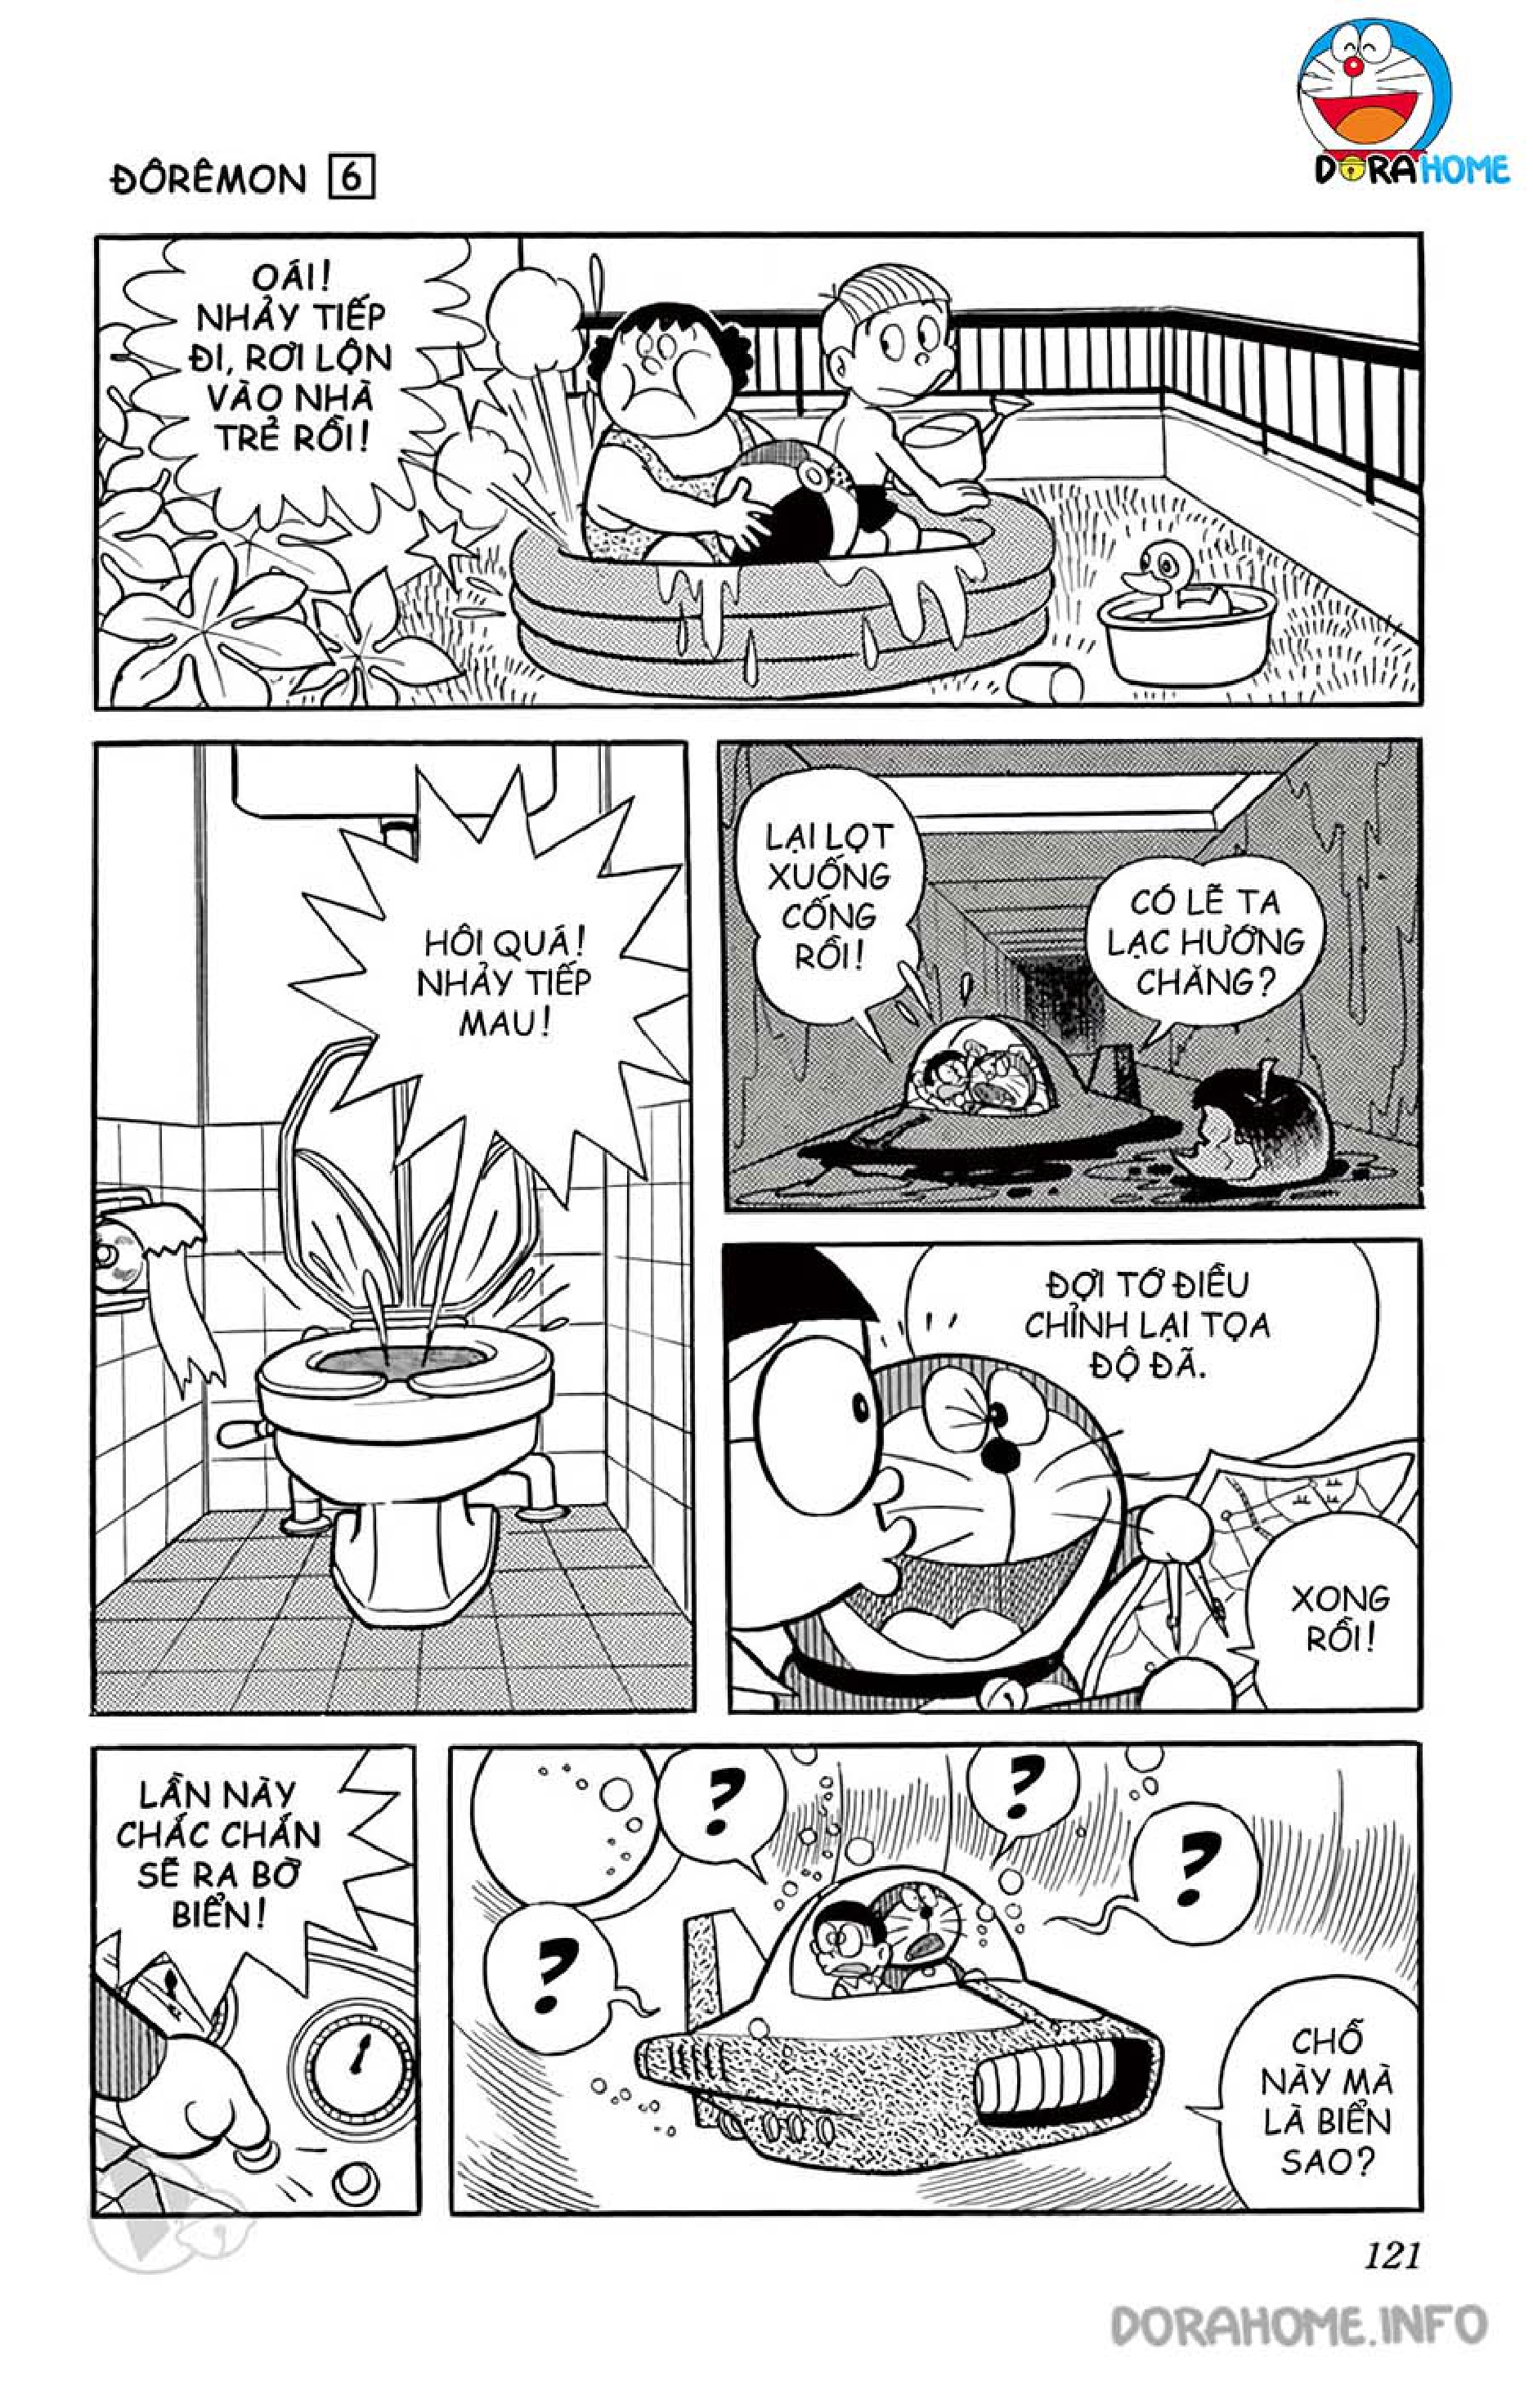 DORAHOME
ĐÔRÊMON 6
OÁI!
NHẢY TIẾP
ĐI, RƠI LỘN
VÀO NHÀ
TRẺ RỒI!
HÔI QUÁ!
NHẢY TIẾP
MAU!
LẠI LỌT
XUỐNG
CỐNG
RỒI!
CÓ LẼ TA
LẠC HƯỚNG
CHĂNG?
ĐỢI TỚ ĐIỀU
CHỈNH LẠI TỌA
ĐỘ ĐÃ.
XONG
RỒI!
LẦN NÀY
CHẮC CHẮN
SẼ RA BỜ
BIỂN!
?
?
?
?
CHỖ
NÀY MÀ
LÀ BIỂN
SAO?
121
DORAHOME.INFO